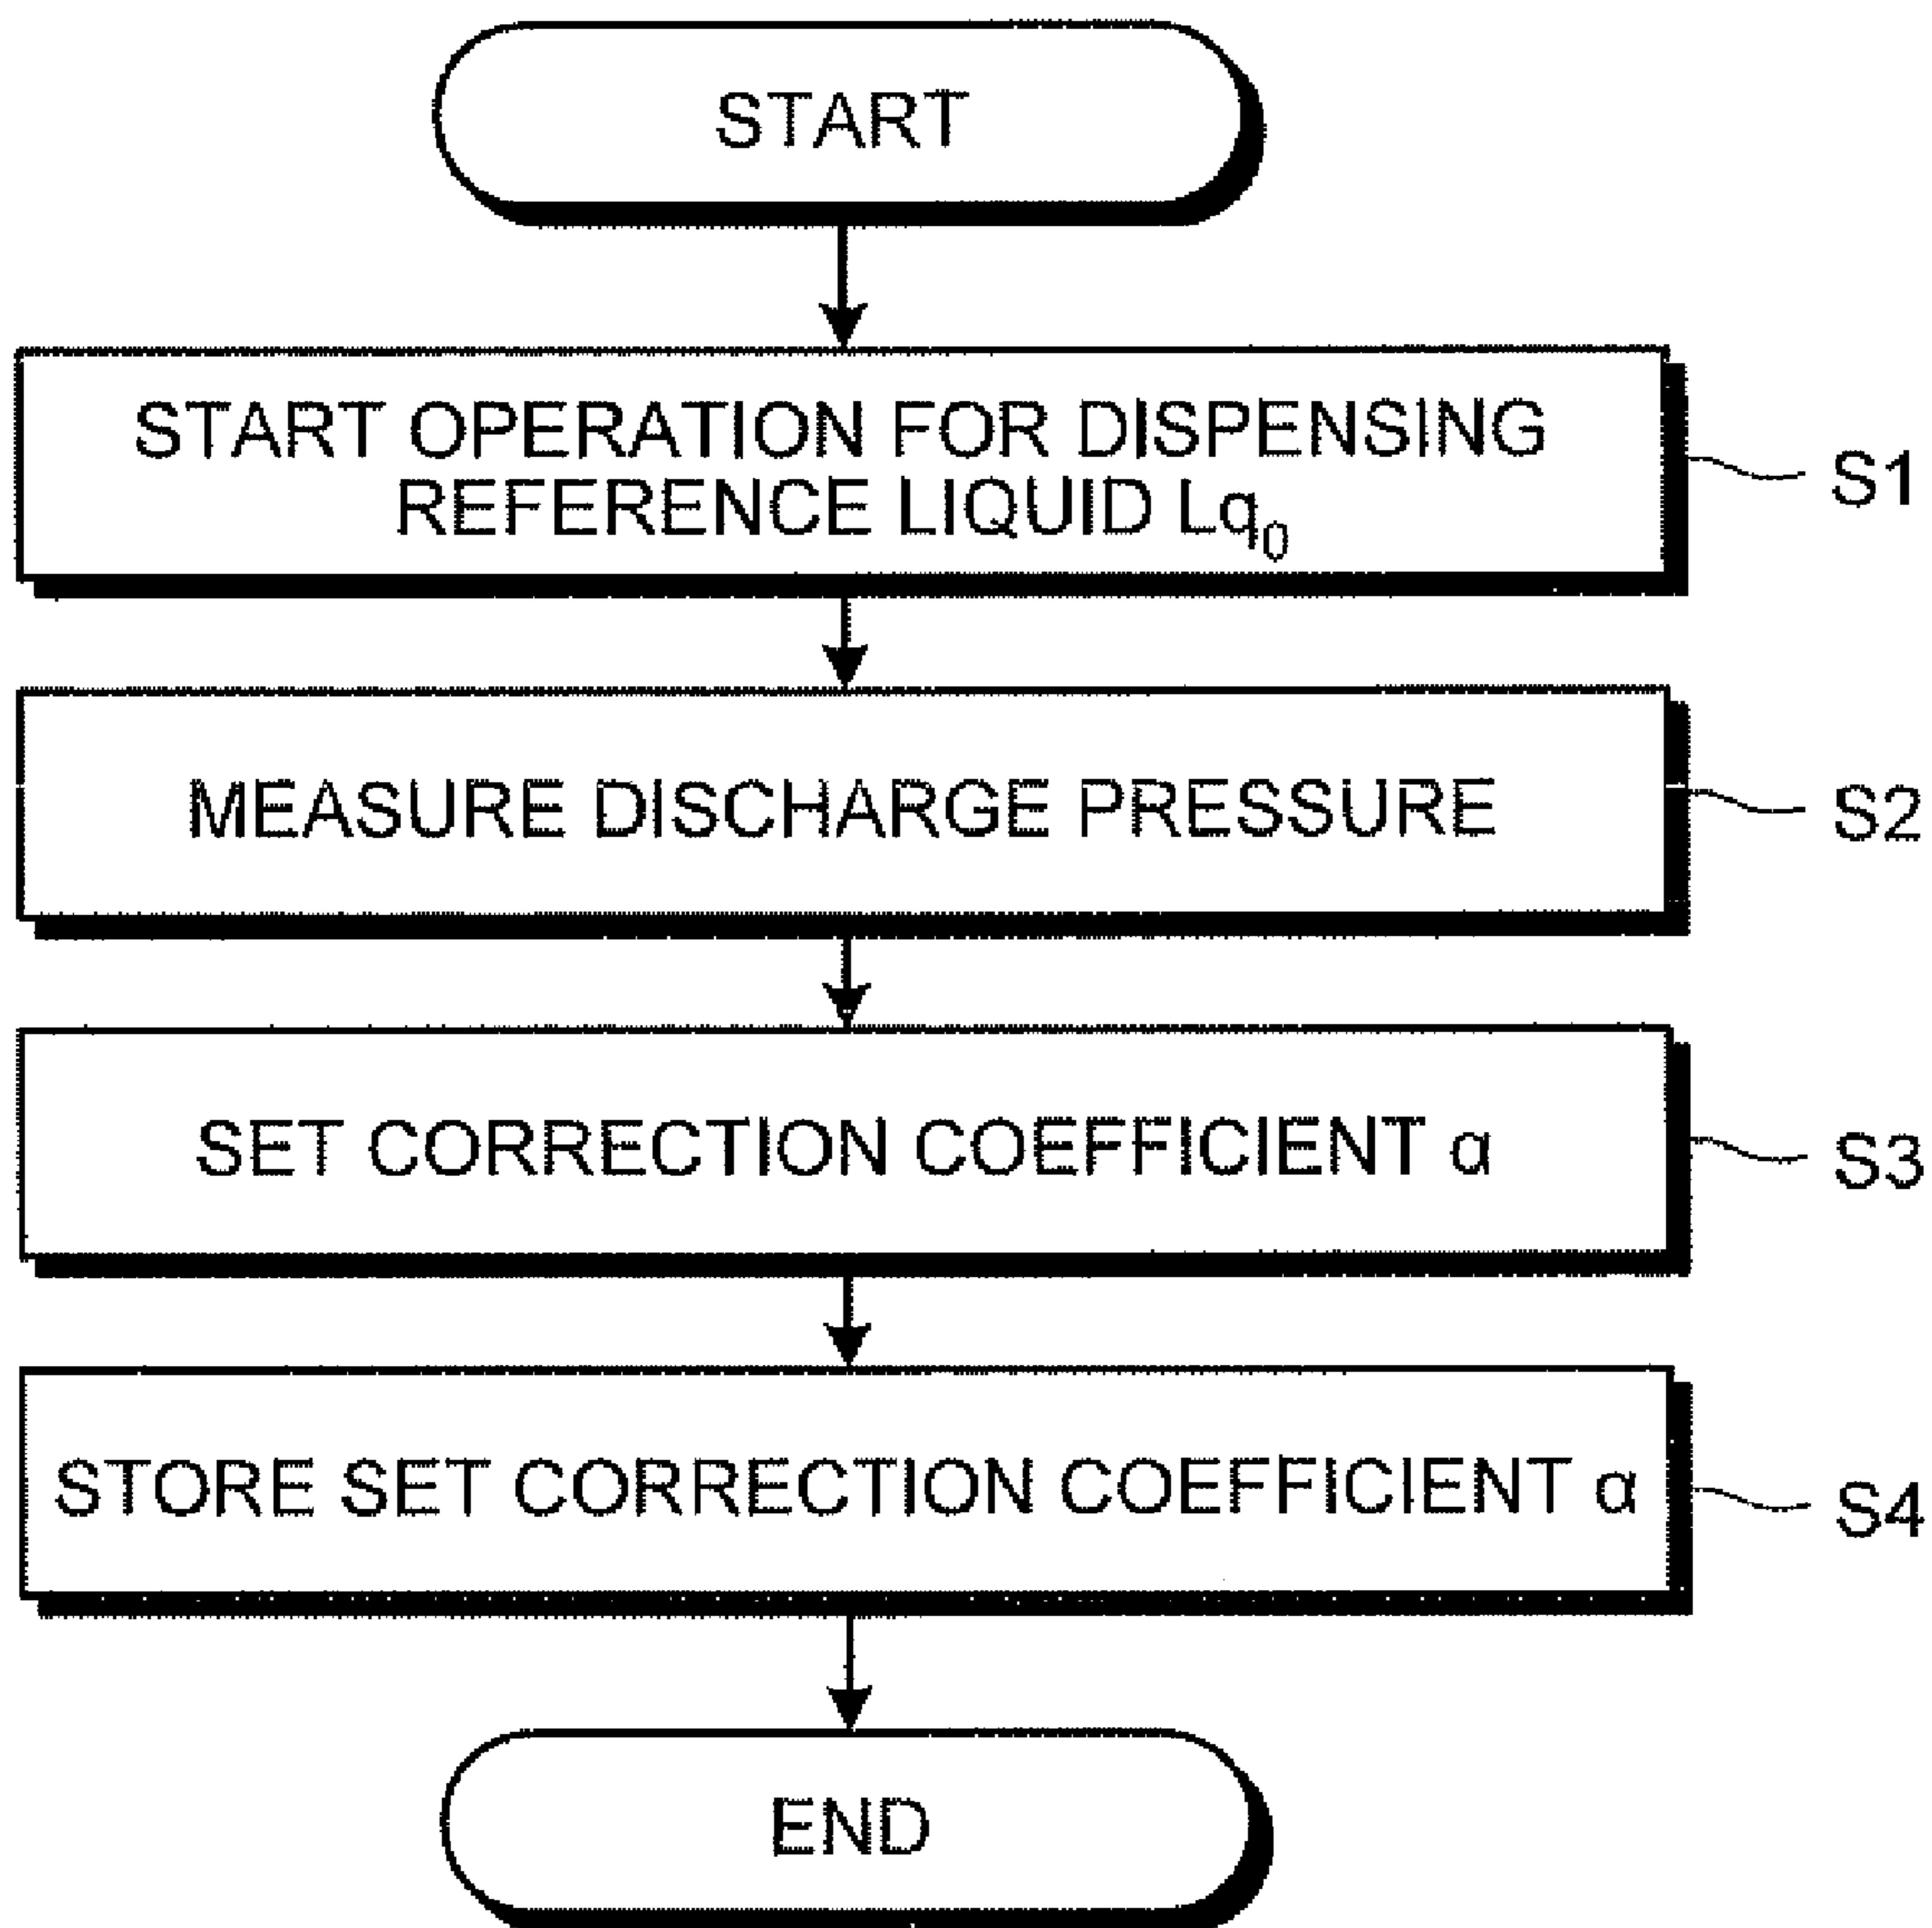 START
START OPERATION FOR DISPENSING
REFERENCE LIQUID Lq₀
S1
MEASURE DISCHARGE PRESSURE
S2
SET CORRECTION COEFFICIENT α
S3
STORE SET CORRECTION COEFFICIENT α
S4
END